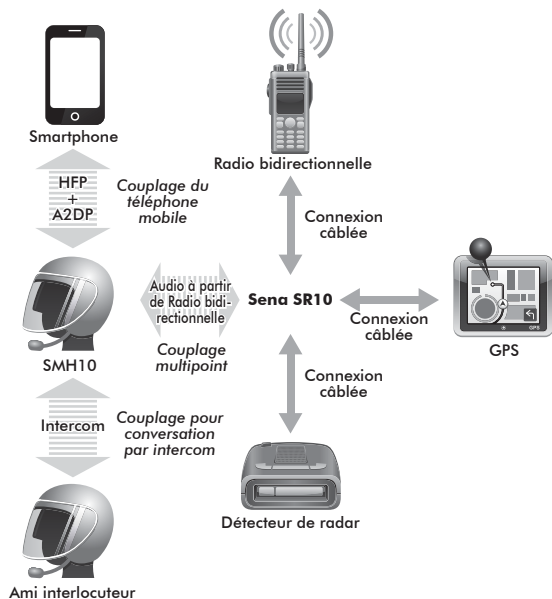 Smartphone
Radio bidirectionnelle
HFP
+
A2DP
Couplage du
téléphone
mobile
Connexion
câblée
Audio à partir
de Radio bidi-
rectionnelle
Sena SR10
Connexion
câblée
GPS
GPS
SMH10
Couplage
multipoint
Connexion
câblée
Intercom
Couplage pour
conversation
par intercom
Détecteur de radar
Ami interlocuteur